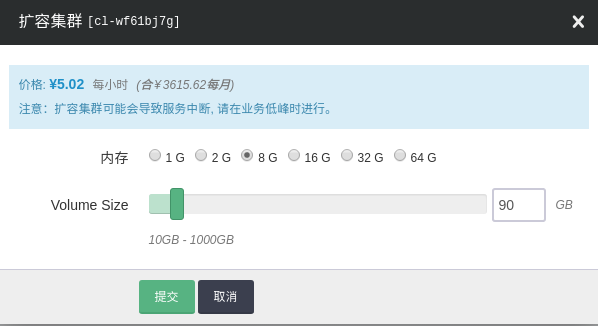 扩容集群 [cl-wf61bj7g]
价格: ¥5.02 每小时 (合¥3615.62每月)
注意：扩容集群可能会导致服务中断, 请在业务低峰时进行。
内存 1 G 2 G 8 G 16 G 32 G 64 G
Volume Size 90 GB
10GB - 1000GB
提交 取消